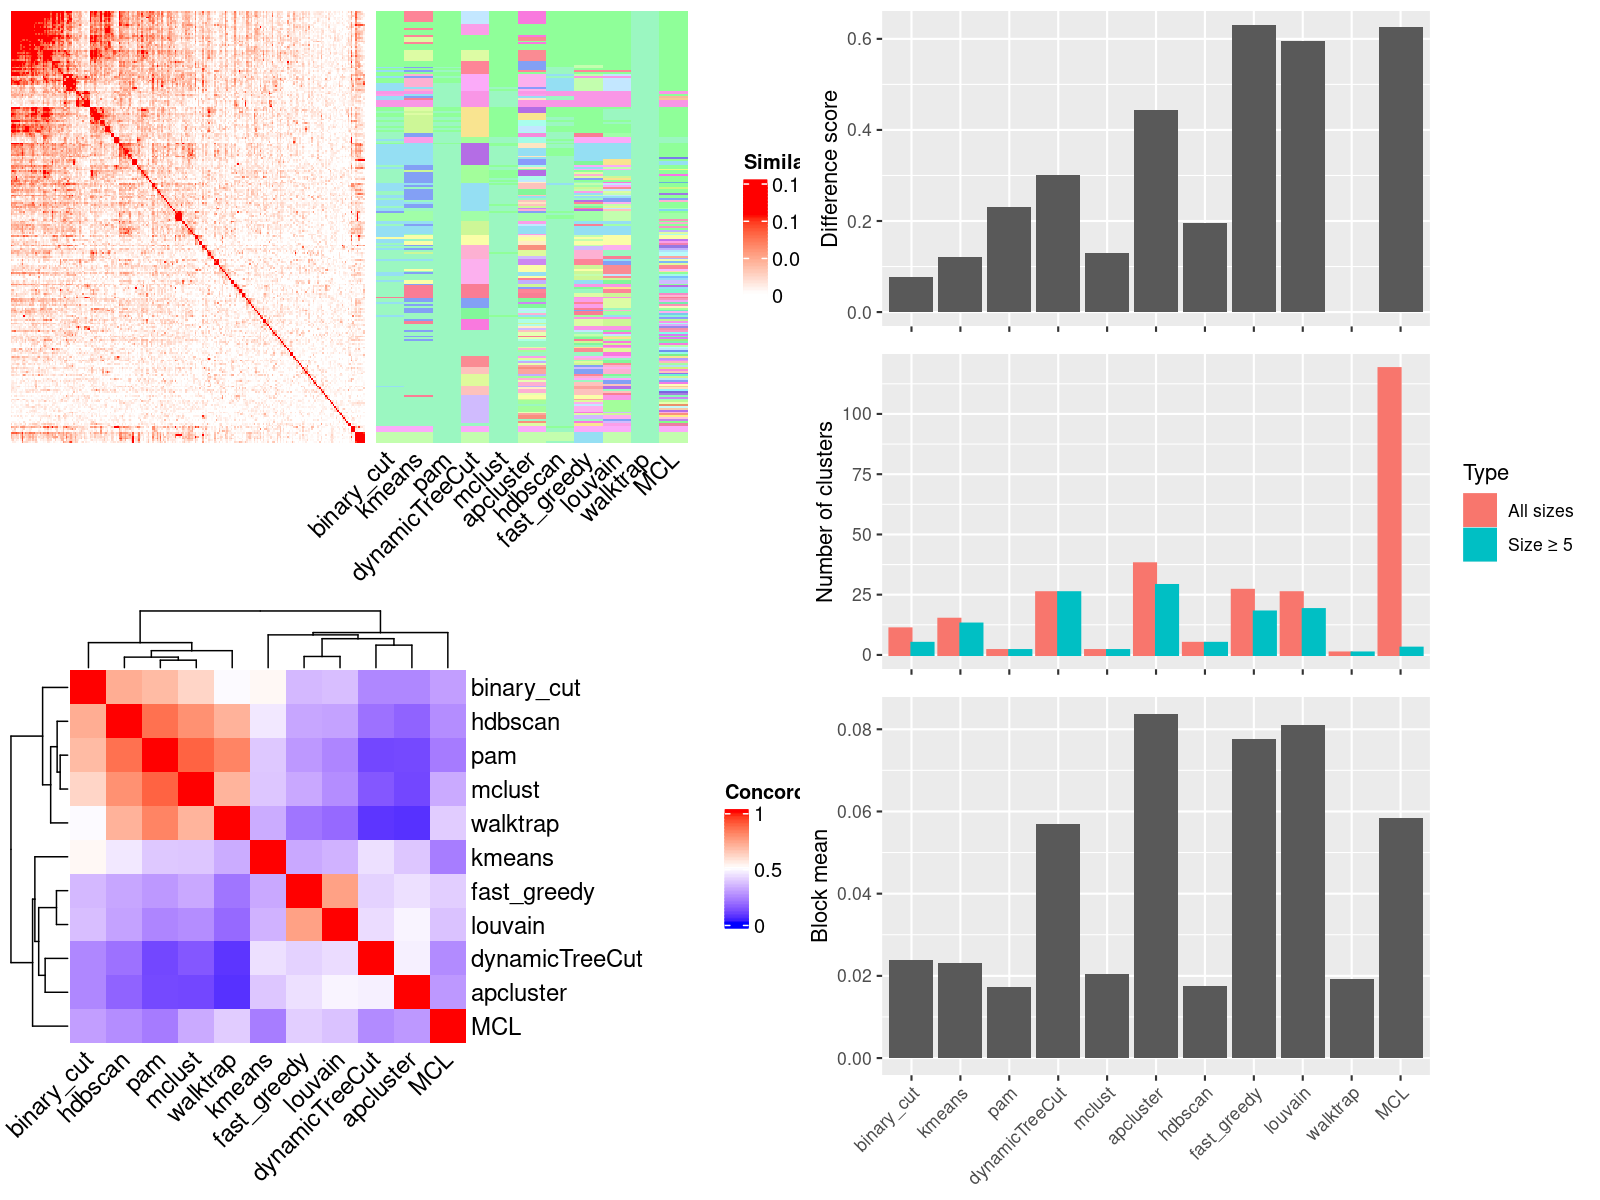 Simila
0.1
0.1
0.0
0
binary_cut
kmeans
pam
dynamicTreeCut
mclust
apcluster
hdbscan
fast_greedy
louvain
walktrap
MCL
binary_cut
hdbscan
pam
mclust
walktrap
kmeans
fast_greedy
louvain
dynamicTreeCut
apcluster
MCL
binary_cut
hdbscan
pam
mclust
walktrap
kmeans
fast_greedy
louvain
dynamicTreeCut
apcluster
MCL
Concord
1
0.5
0
Difference score
0.6
0.4
0.2
0.0
Number of clusters
100
75
50
25
0
Type
All sizes
Size ≥ 5
Block mean
0.08
0.06
0.04
0.02
0.00
binary_cut
kmeans
pam
dynamicTreeCut
mclust
apcluster
hdbscan
fast_greedy
louvain
walktrap
MCL